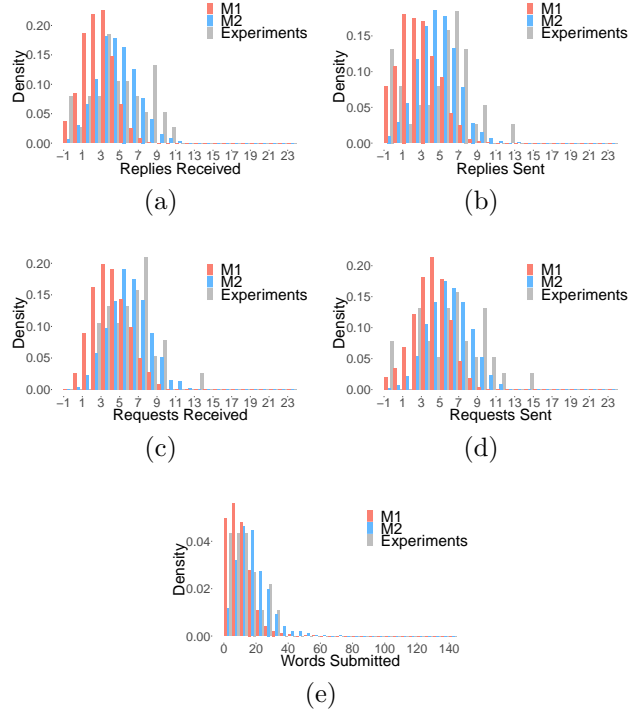 M1
M2
Experiments
Density
0.20
0.15
0.10
0.05
0.00
−1 1 3 5 7 9 11 13 15 17 19 21 23
Replies Received
(a)
M1
M2
Experiments
Density
0.15
0.10
0.05
0.00
−1 1 3 5 7 9 11 13 15 17 19 21 23
Replies Sent
(b)
M1
M2
Experiments
Density
0.20
0.15
0.10
0.05
0.00
−1 1 3 5 7 9 11 13 15 17 19 21 23
Requests Received
(c)
M1
M2
Experiments
Density
0.20
0.15
0.10
0.05
0.00
−1 1 3 5 7 9 11 13 15 17 19 21 23
Requests Sent
(d)
M1
M2
Experiments
Density
0.04
0.02
0.00
0 20 40 60 80 100 120 140
Words Submitted
(e)